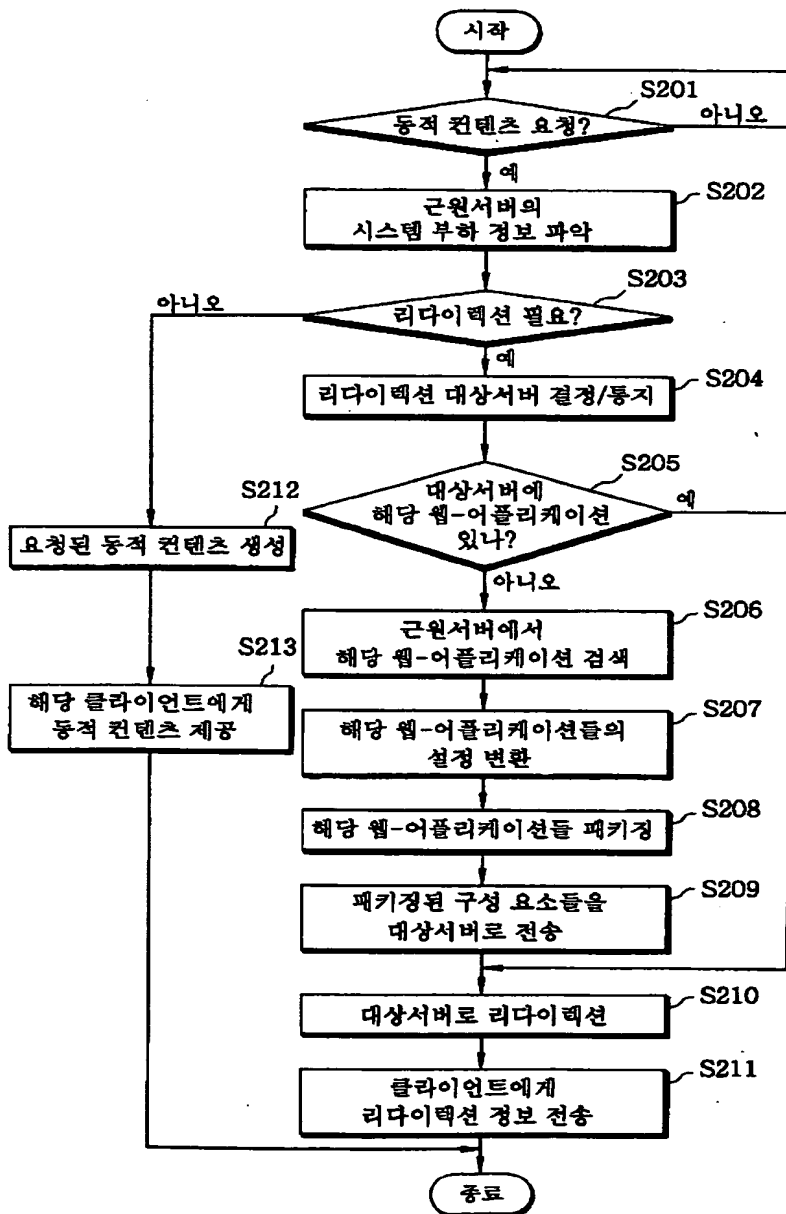 시작
S201
동적 컨텐츠 요청?
아니오
예
S202
근원서버의
시스템 부하 정보 파악
S203
아니오
리다이렉션 필요?
예
S204
리다이렉션 대상서버 결정/통지
S205
대상서버에
해당 웹-어플리케이션
있나?
예
아니오
S212
요청된 동적 컨텐츠 생성
S206
근원서버에서
해당 웹-어플리케이션 검색
S213
해당 클라이언트에게
동적 컨텐츠 제공
S207
해당 웹-어플리케이션들의
설정 변환
S208
해당 웹-어플리케이션들 패키징
S209
패키징된 구성 요소들을
대상서버로 전송
S210
대상서버로 리다이렉션
S211
클라이언트에게
리다이렉션 정보 전송
종료